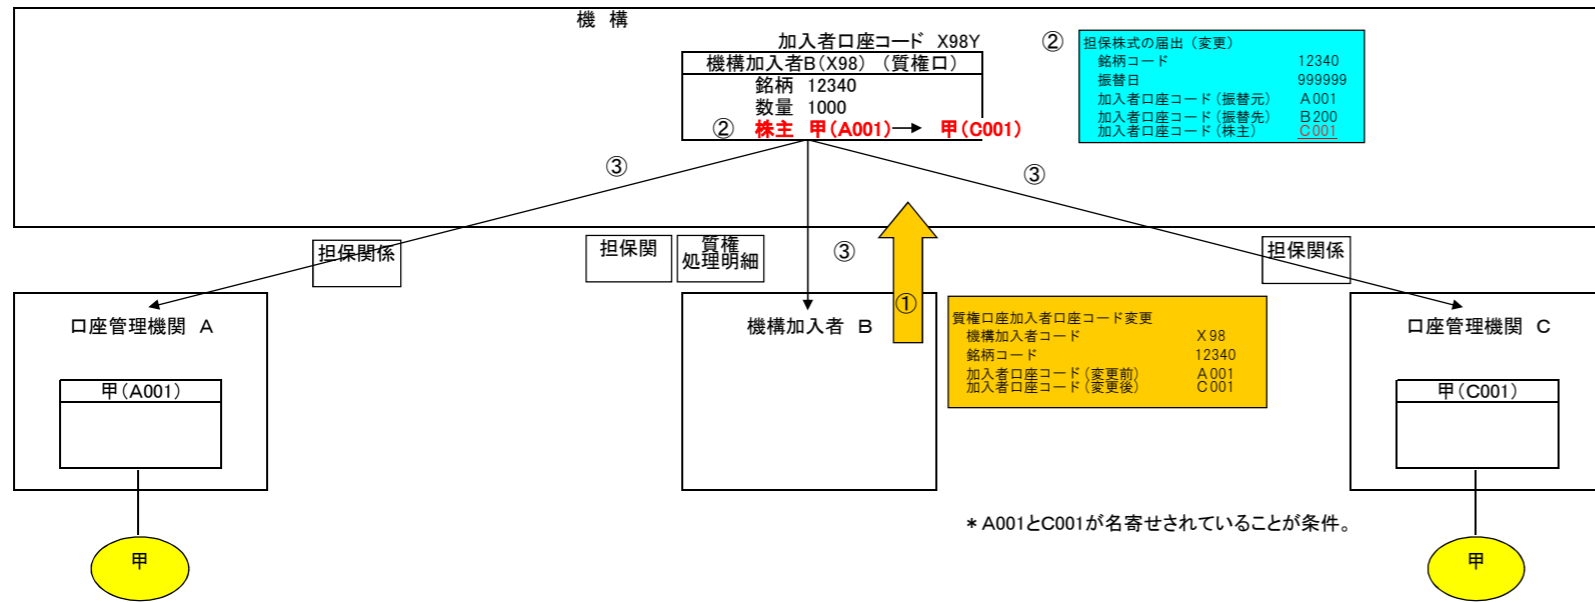 機 構
加入者口座コード X98Y
機構加入者B(X98) (質権口)
銘柄 12340
数量 1000
② 株主 甲(A001)→ 甲(C001)
②
担保株式の届出（変更）
銘柄コード 12340
振替日 999999
加入者口座コード(振替元) A001
加入者口座コード(振替先) B200
加入者口座コード(株主) C001
③
③
③
担保関係
担保関
質権
処理明細
担保関係
①
口座管理機関 A
甲(A001)
甲
機構加入者 B
質権口座加入者口座コード変更
機構加入者コード X98
銘柄コード 12340
加入者口座コード(変更前) A001
加入者口座コード(変更後) C001
口座管理機関 C
甲(C001)
甲
＊A001とC001が名寄せされていることが条件。